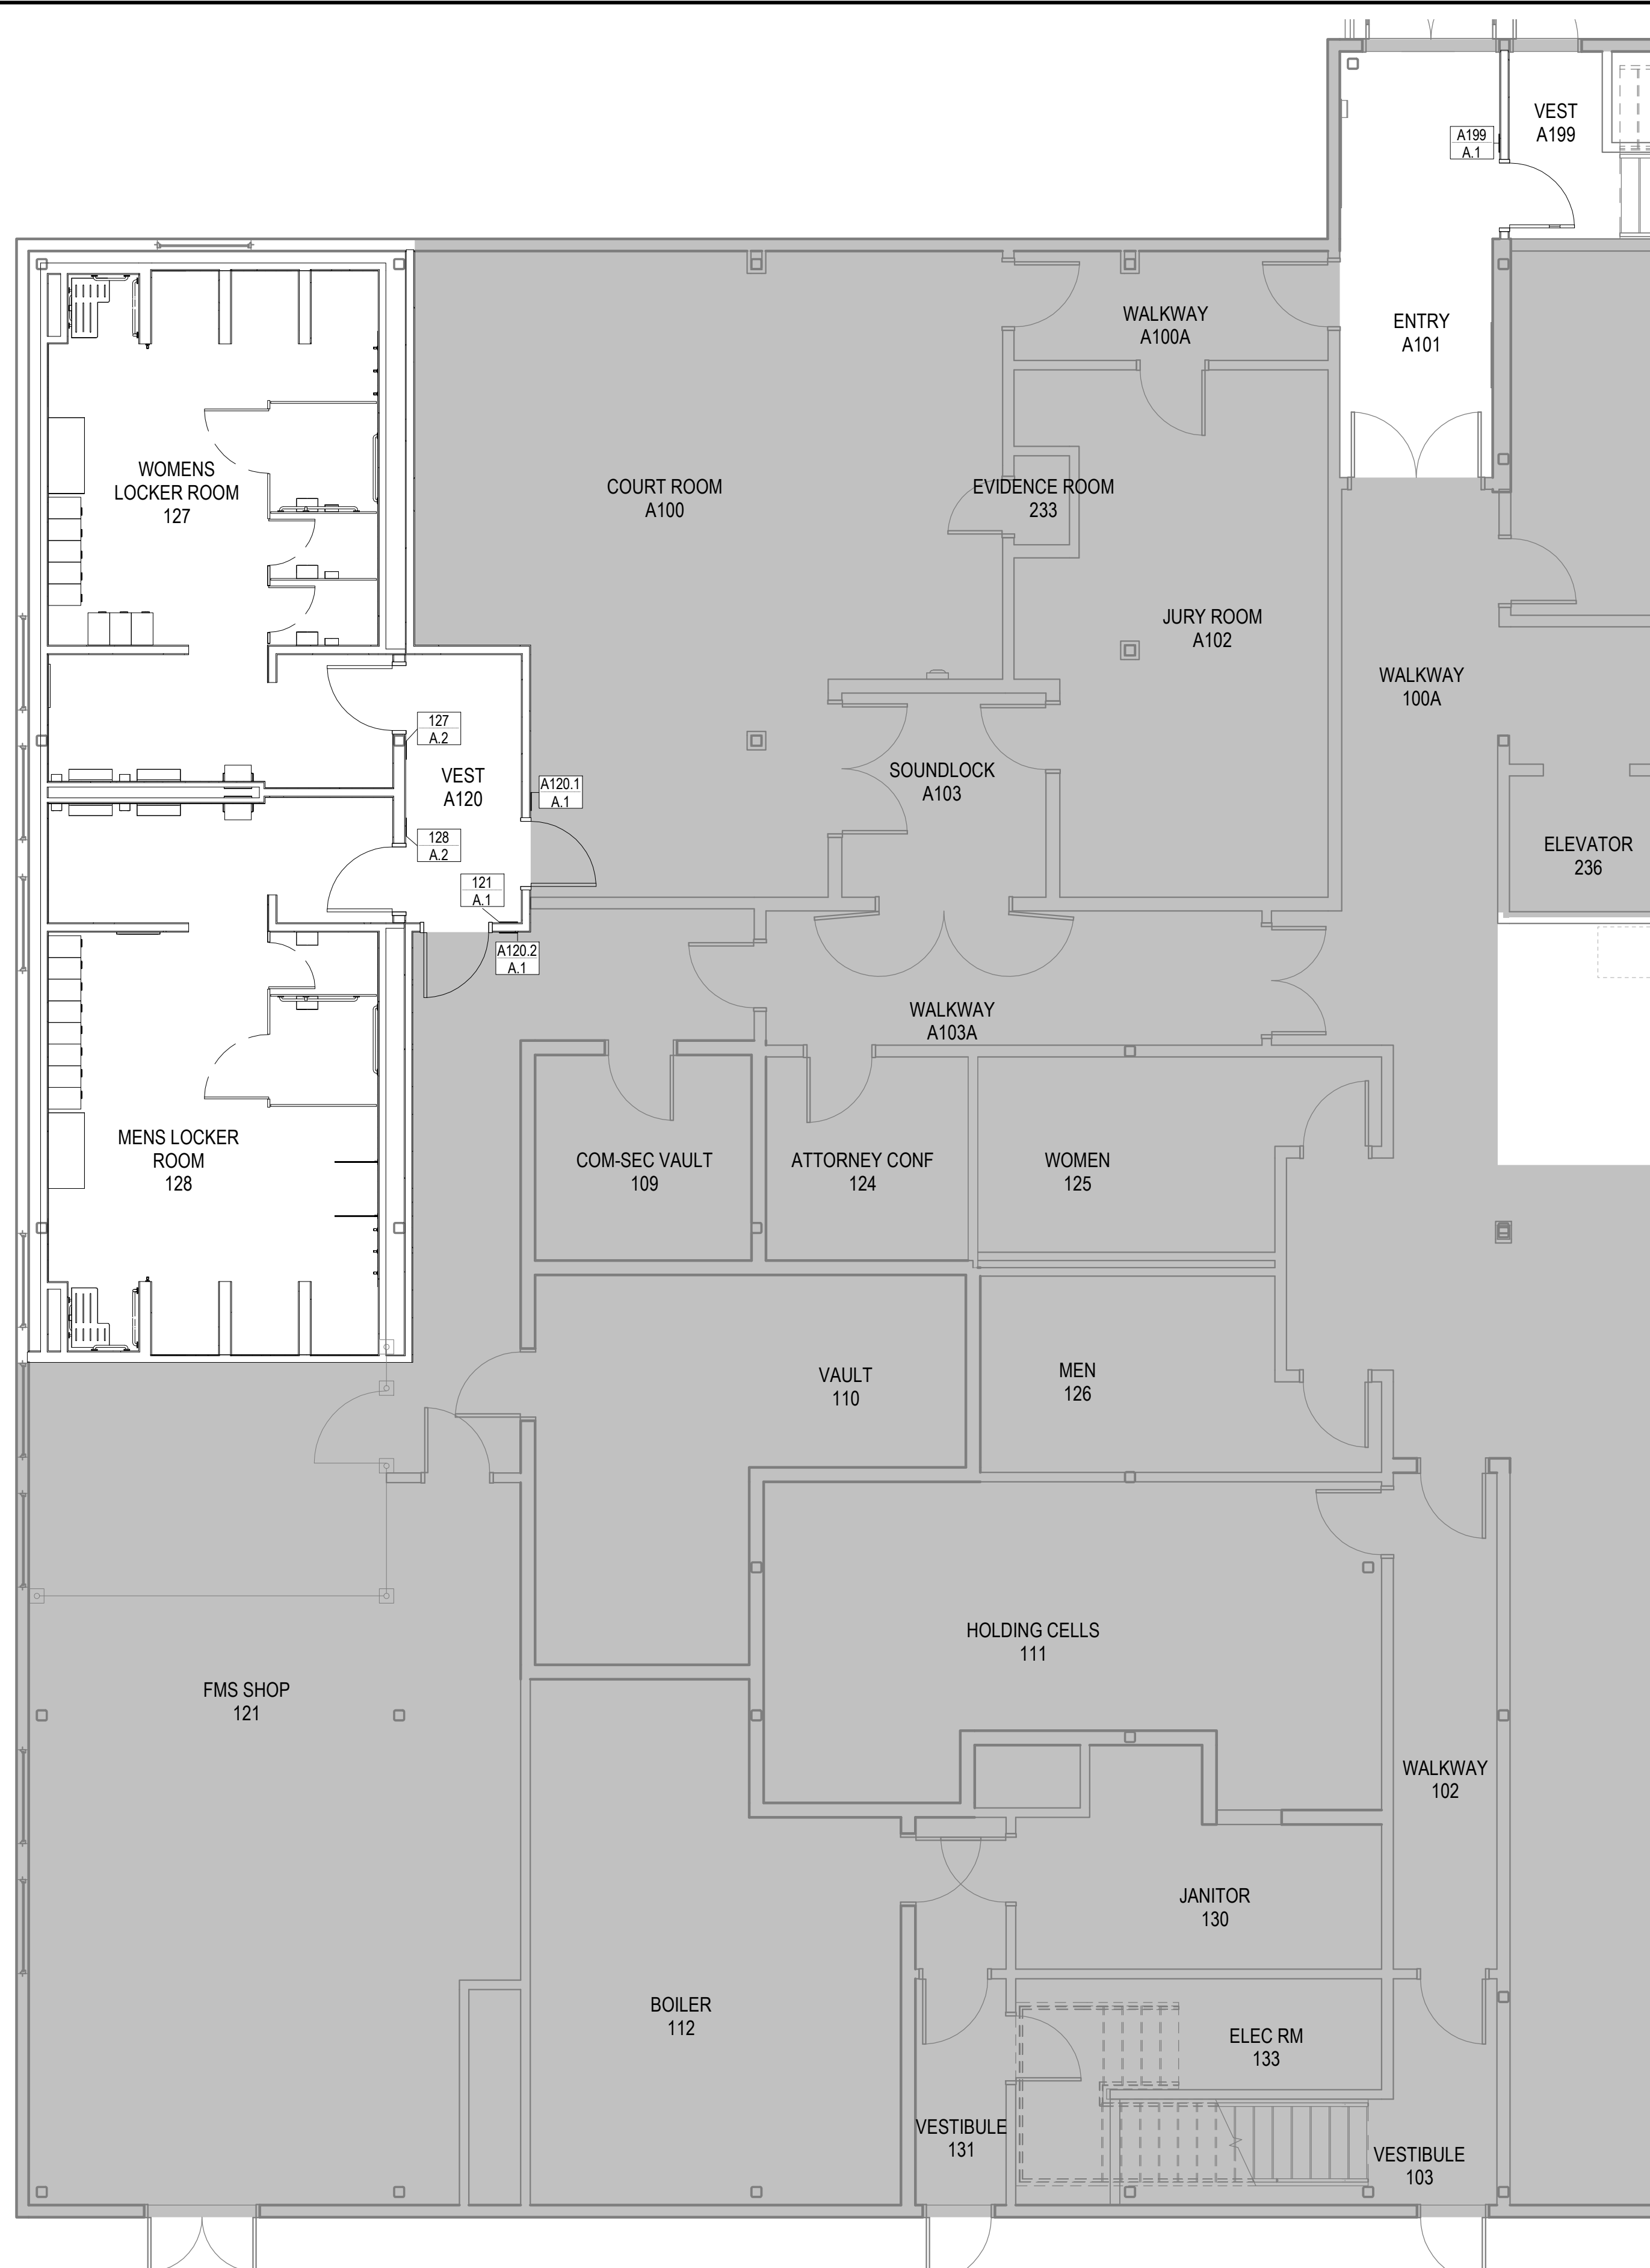 VEST
A199
A199
A.1
WALKWAY
A100A
ENTRY
A101
WOMENS
LOCKER ROOM
127
COURT ROOM
A100
EVIDENCE ROOM
233
JURY ROOM
A102
WALKWAY
100A
127
A.2
VEST
A120
A120.1
A.1
SOUNDLOCK
A103
128
A.2
ELEVATOR
236
121
A.1
A120.2
A.1
WALKWAY
A103A
MENS LOCKER
ROOM
128
COM-SEC VAULT
109
ATTORNEY CONF
124
WOMEN
125
VAULT
110
MEN
126
HOLDING CELLS
111
FMS SHOP
121
WALKWAY
102
JANITOR
130
BOILER
112
ELEC RM
133
VESTIBULE
131
VESTIBULE
103